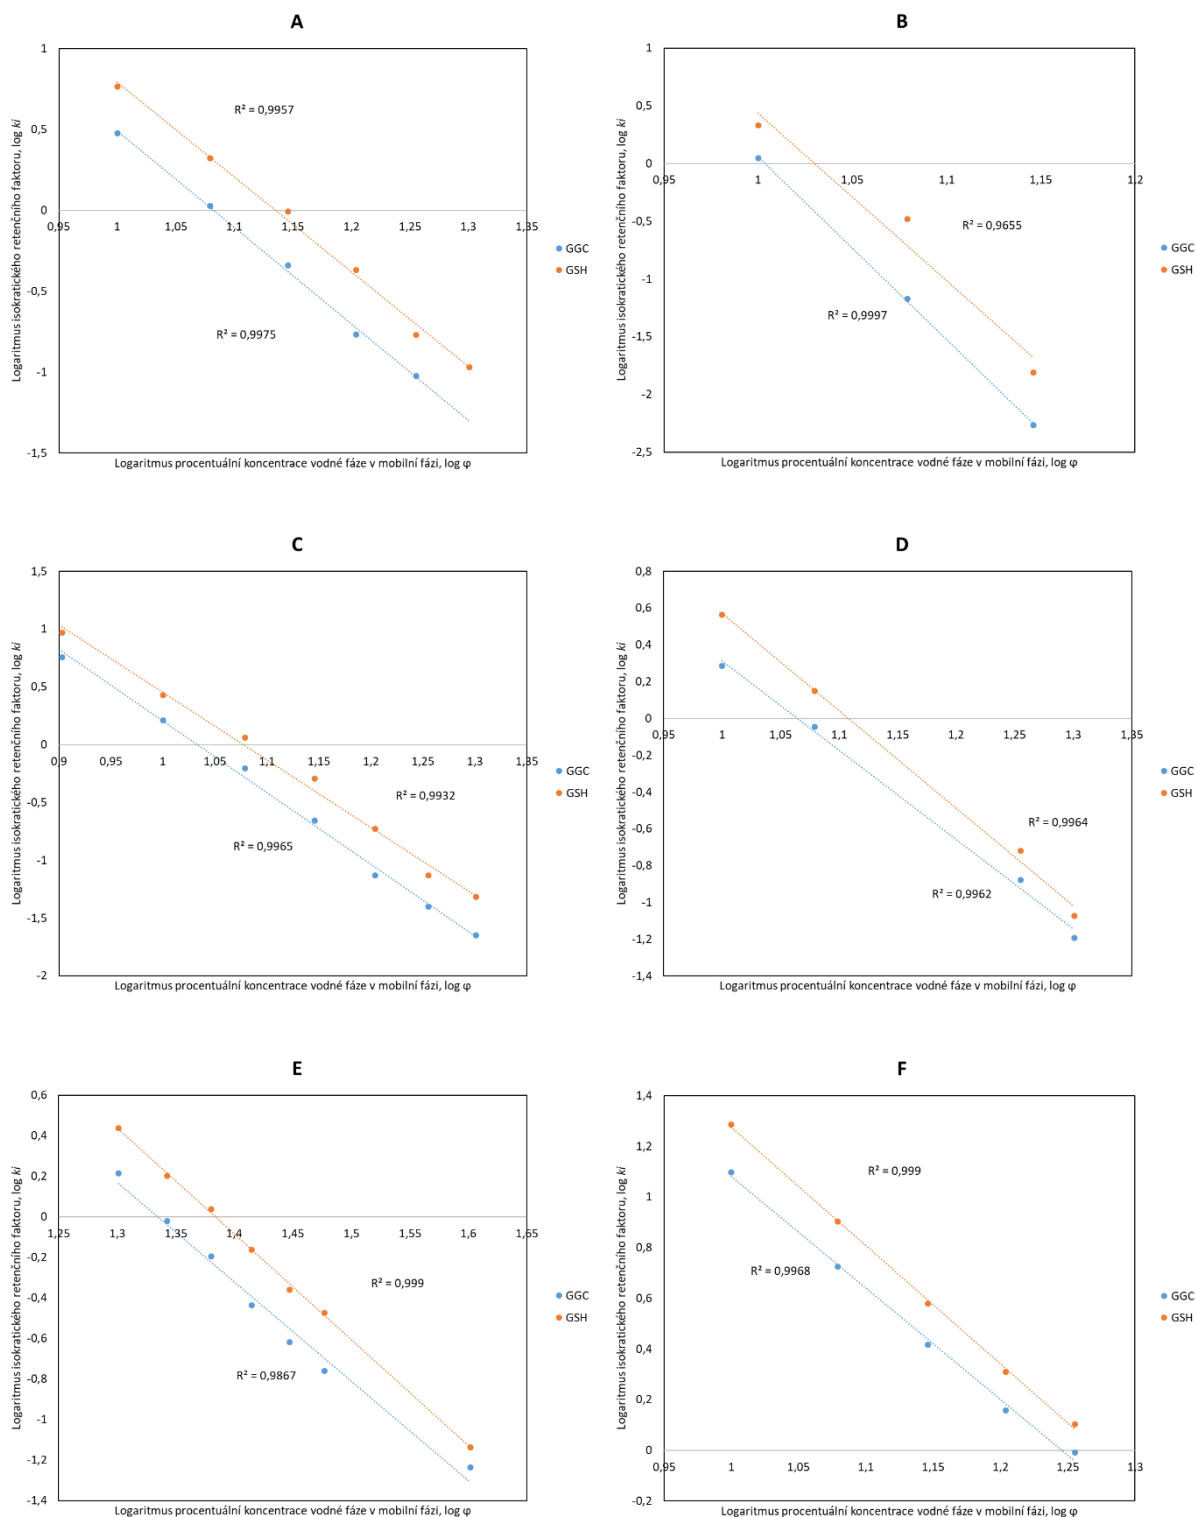 A
Logaritmus isokratického retenčního faktoru, log ki
1
0,5
0
-0,5
-1
-1,5
0,95
1
1,05
1,1
1,15
1,2
1,25
1,3
1,35
R² = 0,9957
R² = 0,9975
GGC
GSH
Logaritmus procentuální koncentrace vodné fáze v mobilní fázi, log φ
B
Logaritmus isokratického retenčního faktoru, log ki
1
0,5
0
-0,5
-1
-1,5
-2
-2,5
0,95
1
1,05
1,1
1,15
1,2
R² = 0,9655
R² = 0,9997
GGC
GSH
Logaritmus procentuální koncentrace vodné fáze v mobilní fázi, log φ
C
Logaritmus isokratického retenčního faktoru, log ki
1,5
1
0,5
0
-0,5
-1
-1,5
-2
0,9
0,95
1
1,05
1,1
1,15
1,2
1,25
1,3
1,35
R² = 0,9932
R² = 0,9965
GGC
GSH
Logaritmus procentuální koncentrace vodné fáze v mobilní fázi, log φ
D
Logaritmus isokratického retenčního faktoru, log ki
0,8
0,6
0,4
0,2
0
-0,2
-0,4
-0,6
-0,8
-1
-1,2
-1,4
0,95
1
1,05
1,1
1,15
1,2
1,25
1,3
1,35
R² = 0,9964
R² = 0,9962
GGC
GSH
Logaritmus procentuální koncentrace vodné fáze v mobilní fázi, log φ
E
Logaritmus isokratického retenčního faktoru, log ki
0,6
0,4
0,2
0
-0,2
-0,4
-0,6
-0,8
-1
-1,2
-1,4
1,25
1,3
1,35
1,4
1,45
1,5
1,55
1,6
1,65
R² = 0,999
R² = 0,9867
GGC
GSH
Logaritmus procentuální koncentrace vodné fáze v mobilní fázi, log φ
F
Logaritmus isokratického retenčního faktoru, log ki
1,4
1,2
1
0,8
0,6
0,4
0,2
0
-0,2
0,95
1
1,05
1,1
1,15
1,2
1,25
1,3
R² = 0,999
R² = 0,9968
GGC
GSH
Logaritmus procentuální koncentrace vodné fáze v mobilní fázi, log φ